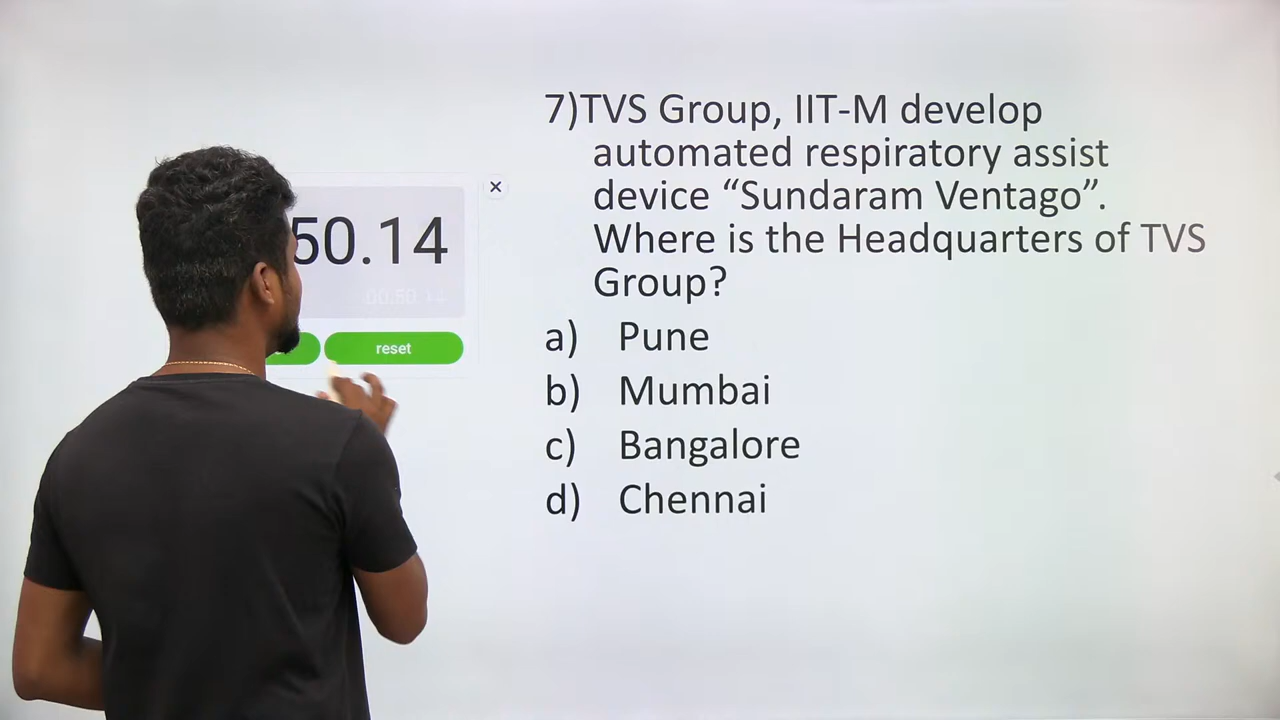 7)TVS Group, IIT-M develop
automated respiratory assist
device “Sundaram Ventago”.
Where is the Headquarters of TVS
Group?
a) Pune
b) Mumbai
c) Bangalore
d) Chennai
50.14
00:50.14
reset